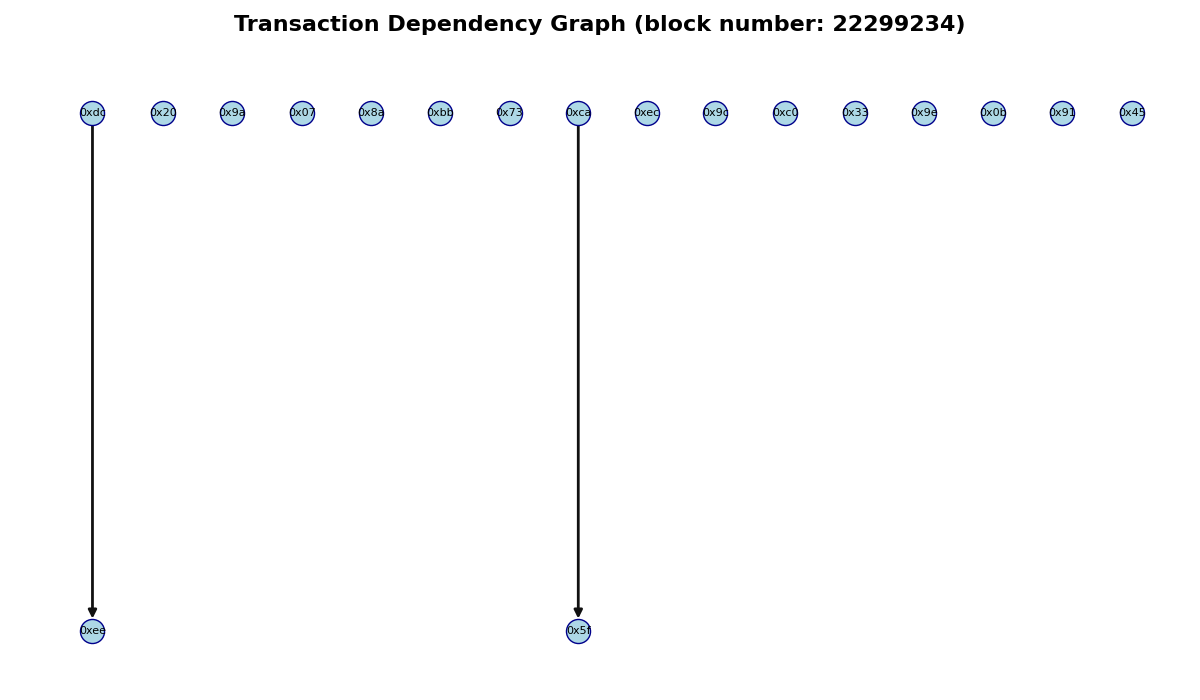 Transaction Dependency Graph (block number: 22299234)
0xdc 0x20 0x9a 0x07 0x8a 0xbb 0x73 0xca 0xec 0x9c 0xc0 0x33 0x9e 0x0b 0x91 0x45
0xee 0x5f